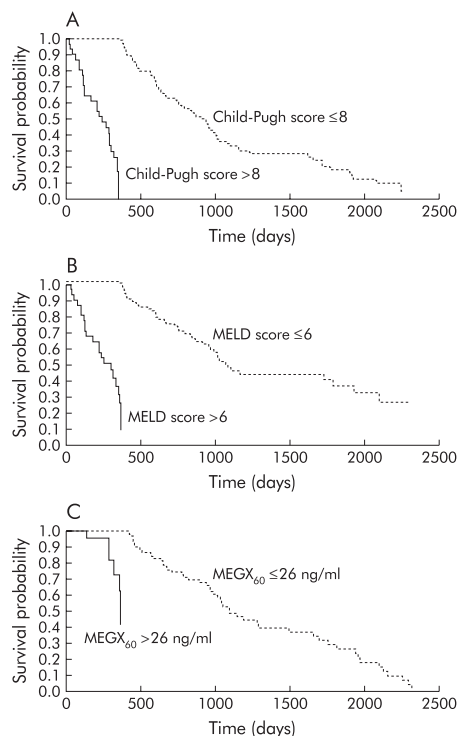 A
Survival probability
1.0
0.9
0.8
0.7
0.6
0.5
0.4
0.3
0.2
0.1
0.0
Child-Pugh score ≤8
Child-Pugh score >8
0 500 1000 1500 2000 2500
Time (days)
B
Survival probability
1.0
0.9
0.8
0.7
0.6
0.5
0.4
0.3
0.2
0.1
0.0
MELD score ≤6
MELD score >6
0 500 1000 1500 2000 2500
Time (days)
C
Survival probability
1.0
0.9
0.8
0.7
0.6
0.5
0.4
0.3
0.2
0.1
0.0
MEGX60 ≤26 ng/ml
MEGX60 >26 ng/ml
0 500 1000 1500 2000 2500
Time (days)